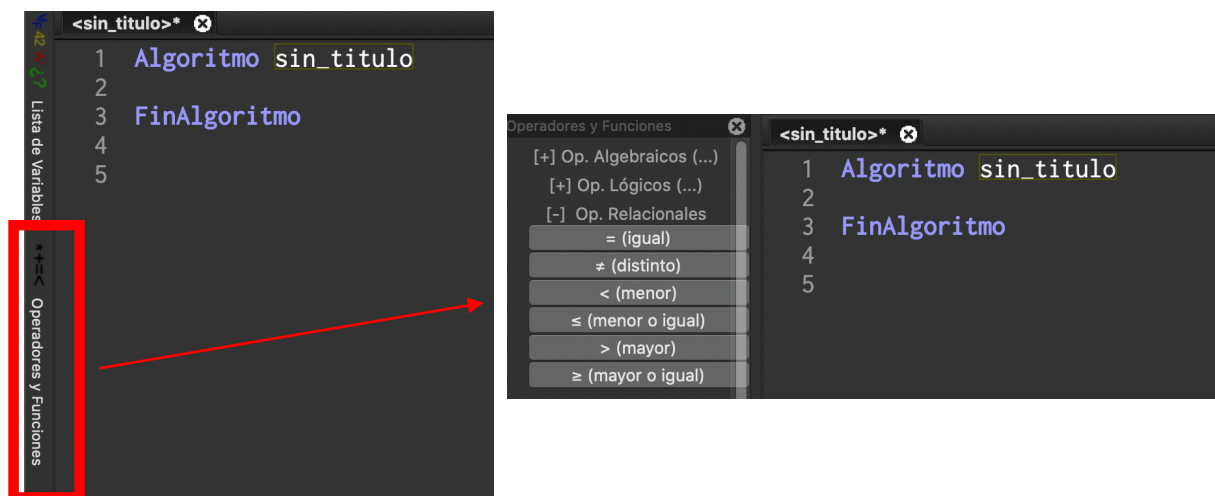 <sin_titulo>*
1 Algoritmo sin_titulo
2
3 FinAlgoritmo
4
5
42 ¿? Lista de Variables
*+=< Operadores y Funciones
Operadores y Funciones
[+] Op. Algebraicos (...)
[+] Op. Lógicos (...)
[-] Op. Relacionales
= (igual)
≠ (distinto)
< (menor)
≤ (menor o igual)
> (mayor)
≥ (mayor o igual)
<sin_titulo>*
1 Algoritmo sin_titulo
2
3 FinAlgoritmo
4
5